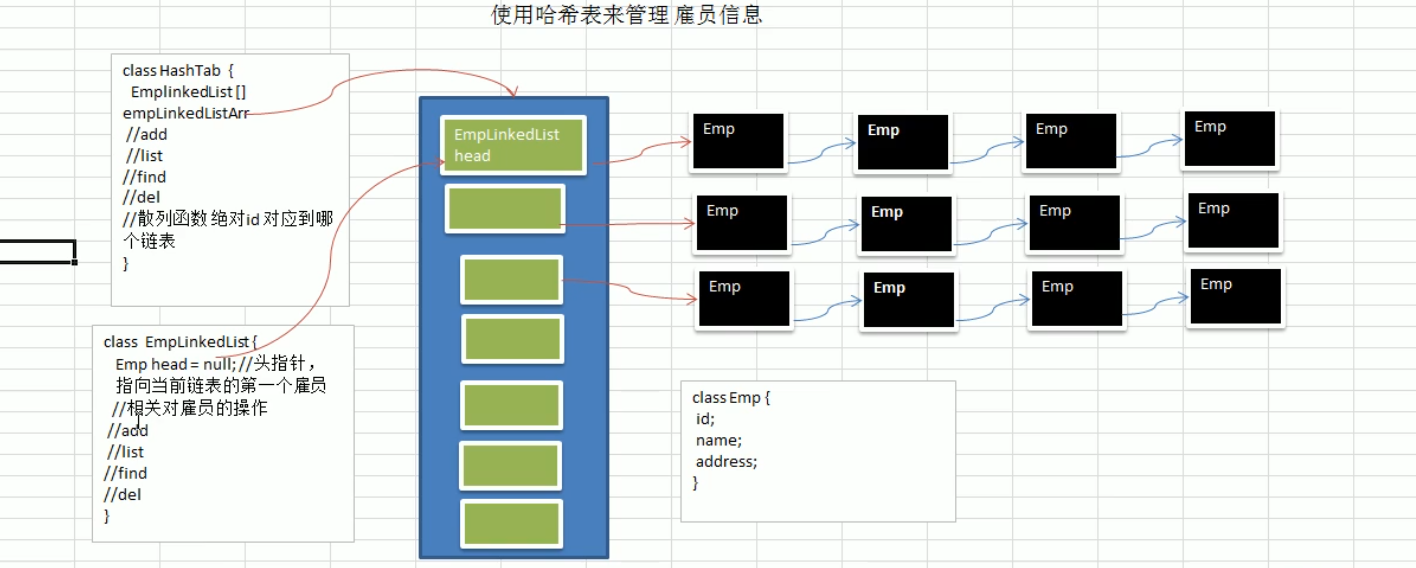 使用哈希表来管理 雇员信息
class HashTab {
EmplinkedList []
empLinkedListArr
//add
//list
//find
//del
//散列函数 绝对id 对应到哪
个链表
}
class EmpLinkedList {
Emp head = null; //头指针，
指向当前链表的第一个雇员
//相关对雇员的操作
//add
//list
//find
//del
}
EmpLinkedList
head
Emp
Emp
Emp
Emp
Emp
Emp
Emp
Emp
Emp
Emp
Emp
Emp
class Emp {
id;
name;
address;
}